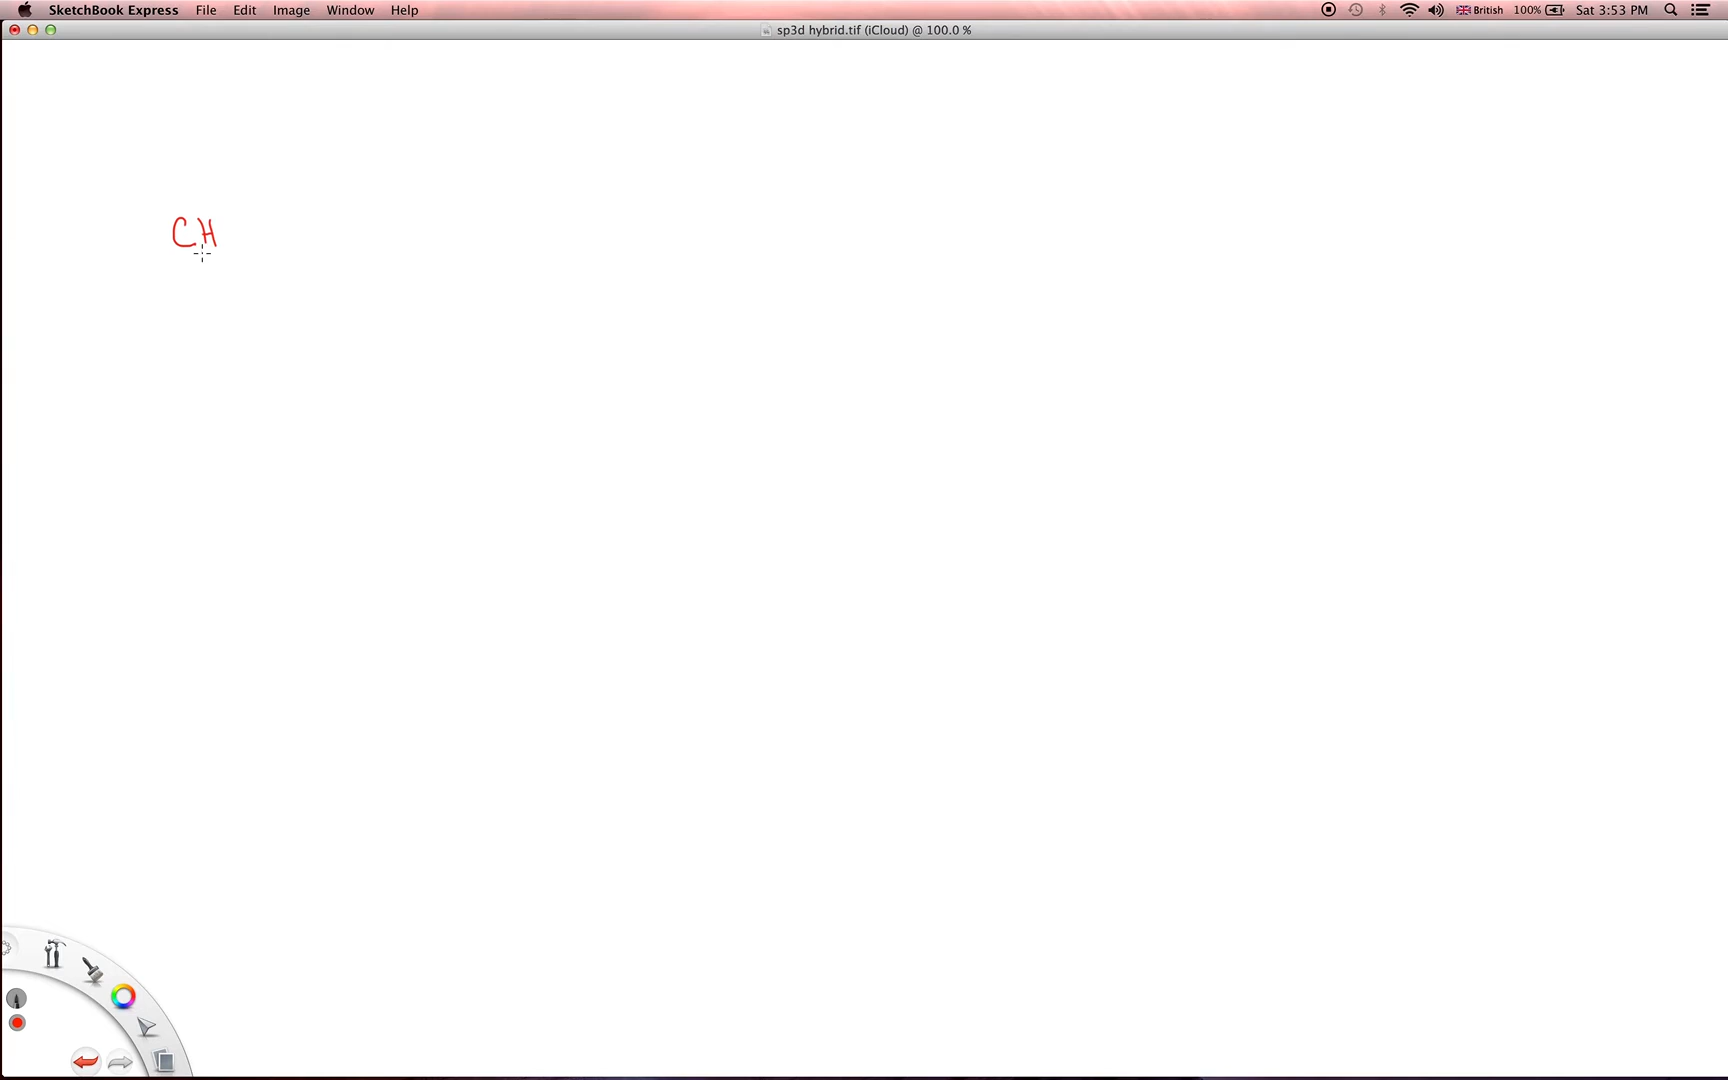 SketchBook Express File Edit Image Window Help British 100% Sat 3:53 PM
sp3d hybrid.tif (iCloud) @ 100.0 %
CH